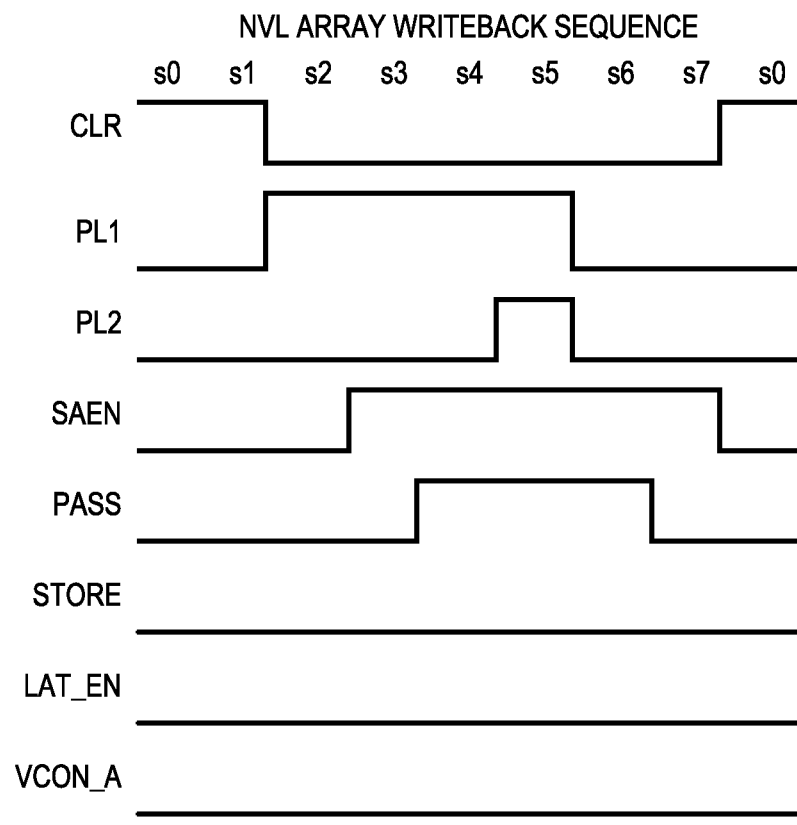 NVL ARRAY WRITEBACK SEQUENCE
s0 s1 s2 s3 s4 s5 s6 s7 s0
CLR
PL1
PL2
SAEN
PASS
STORE
LAT_EN
VCON_A